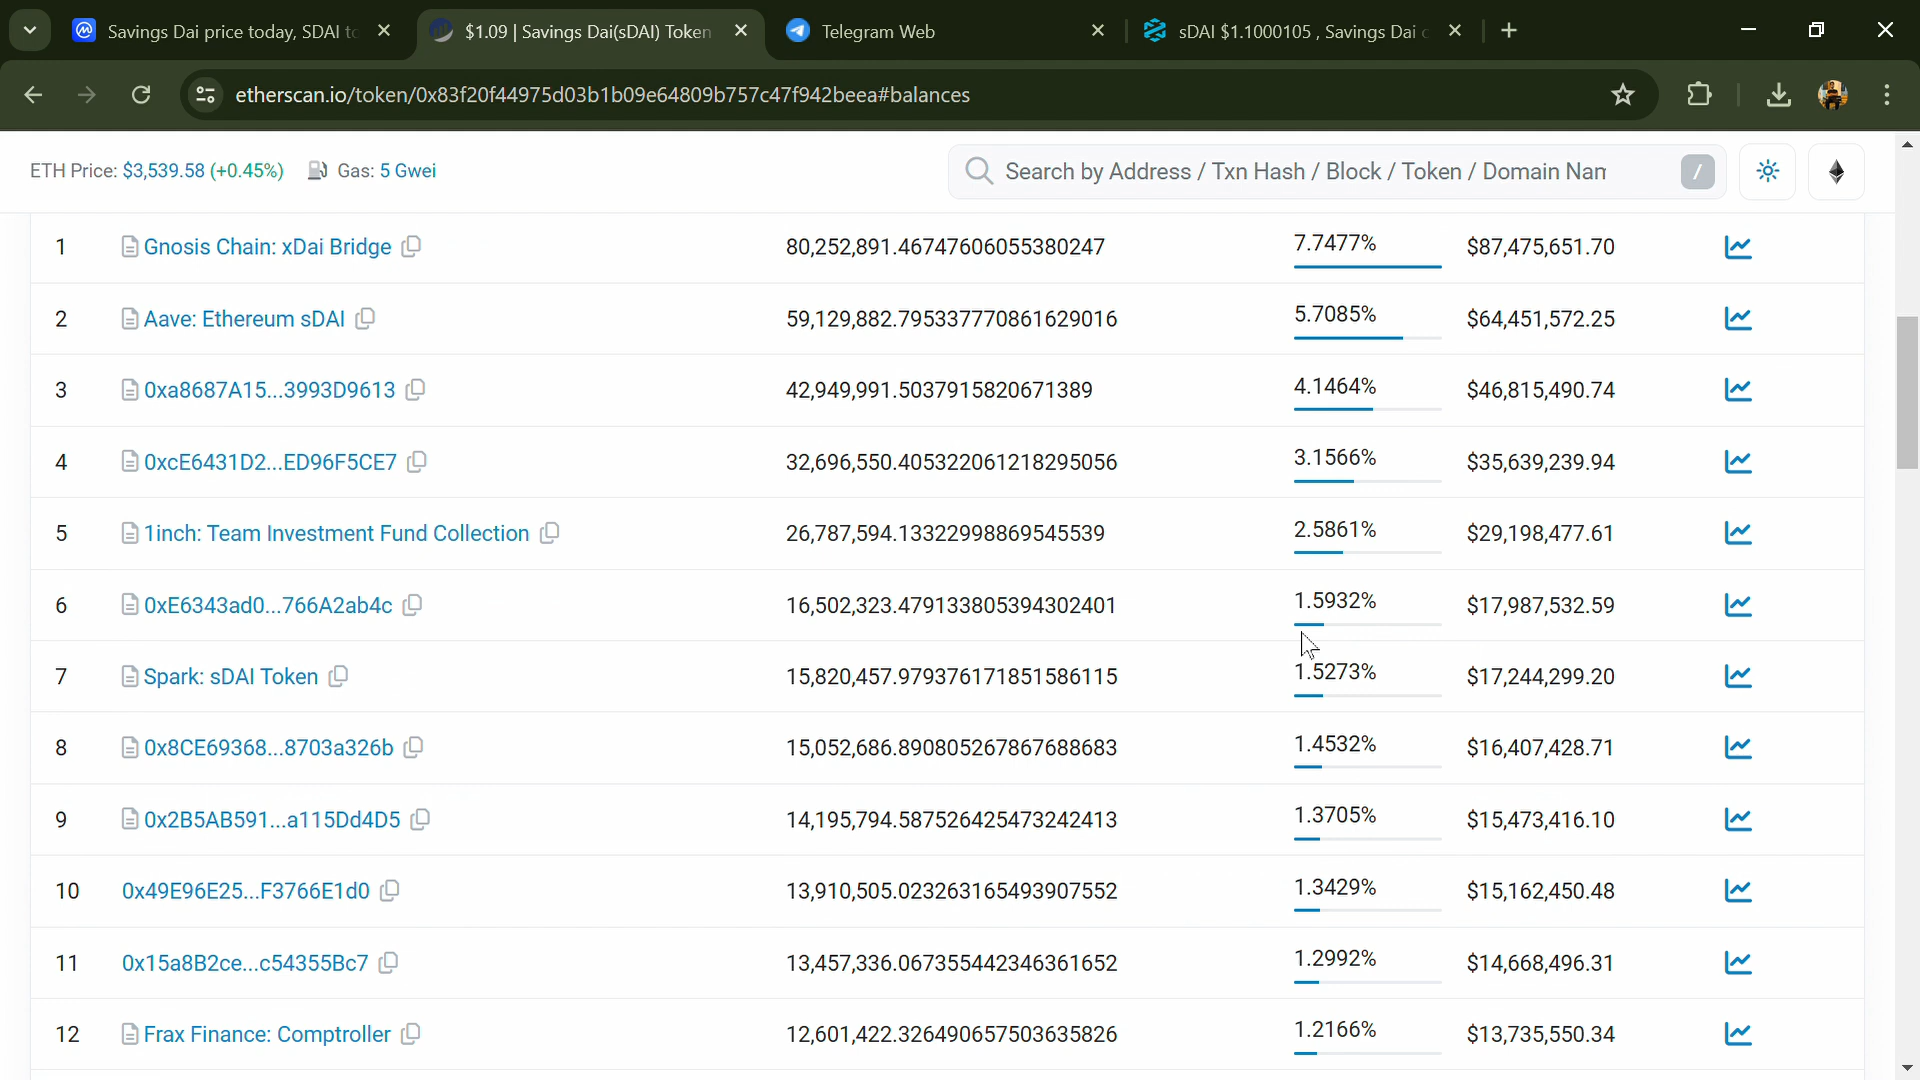 Savings Dai price today, SDAI to
$1.09 | Savings Dai(sDAI) Token
Telegram Web
sDAI $1.1000105 , Savings Dai c
etherscan.io/token/0x83f20f44975d03b1b09e64809b757c47f942beea#balances
ETH Price: $3,539.58 (+0.45%) Gas: 5 Gwei
Search by Address / Txn Hash / Block / Token / Domain Nam /
1 Gnosis Chain: xDai Bridge 80,252,891.46747606055380247 7.7477% $87,475,651.70
2 Aave: Ethereum sDAI 59,129,882.795337770861629016 5.7085% $64,451,572.25
3 0xa8687A15...3993D9613 42,949,991.5037915820671389 4.1464% $46,815,490.74
4 0xcE6431D2...ED96F5CE7 32,696,550.405322061218295056 3.1566% $35,639,239.94
5 1inch: Team Investment Fund Collection 26,787,594.13322998869545539 2.5861% $29,198,477.61
6 0xE6343ad0...766A2ab4c 16,502,323.479133805394302401 1.5932% $17,987,532.59
7 Spark: sDAI Token 15,820,457.979376171851586115 1.5273% $17,244,299.20
8 0x8CE69368...8703a326b 15,052,686.890805267867688683 1.4532% $16,407,428.71
9 0x2B5AB591...a115Dd4D5 14,195,794.587526425473242413 1.3705% $15,473,416.10
10 0x49E96E25...F3766E1d0 13,910,505.023263165493907552 1.3429% $15,162,450.48
11 0x15a8B2ce...c54355Bc7 13,457,336.067355442346361652 1.2992% $14,668,496.31
12 Frax Finance: Comptroller 12,601,422.326490657503635826 1.2166% $13,735,550.34